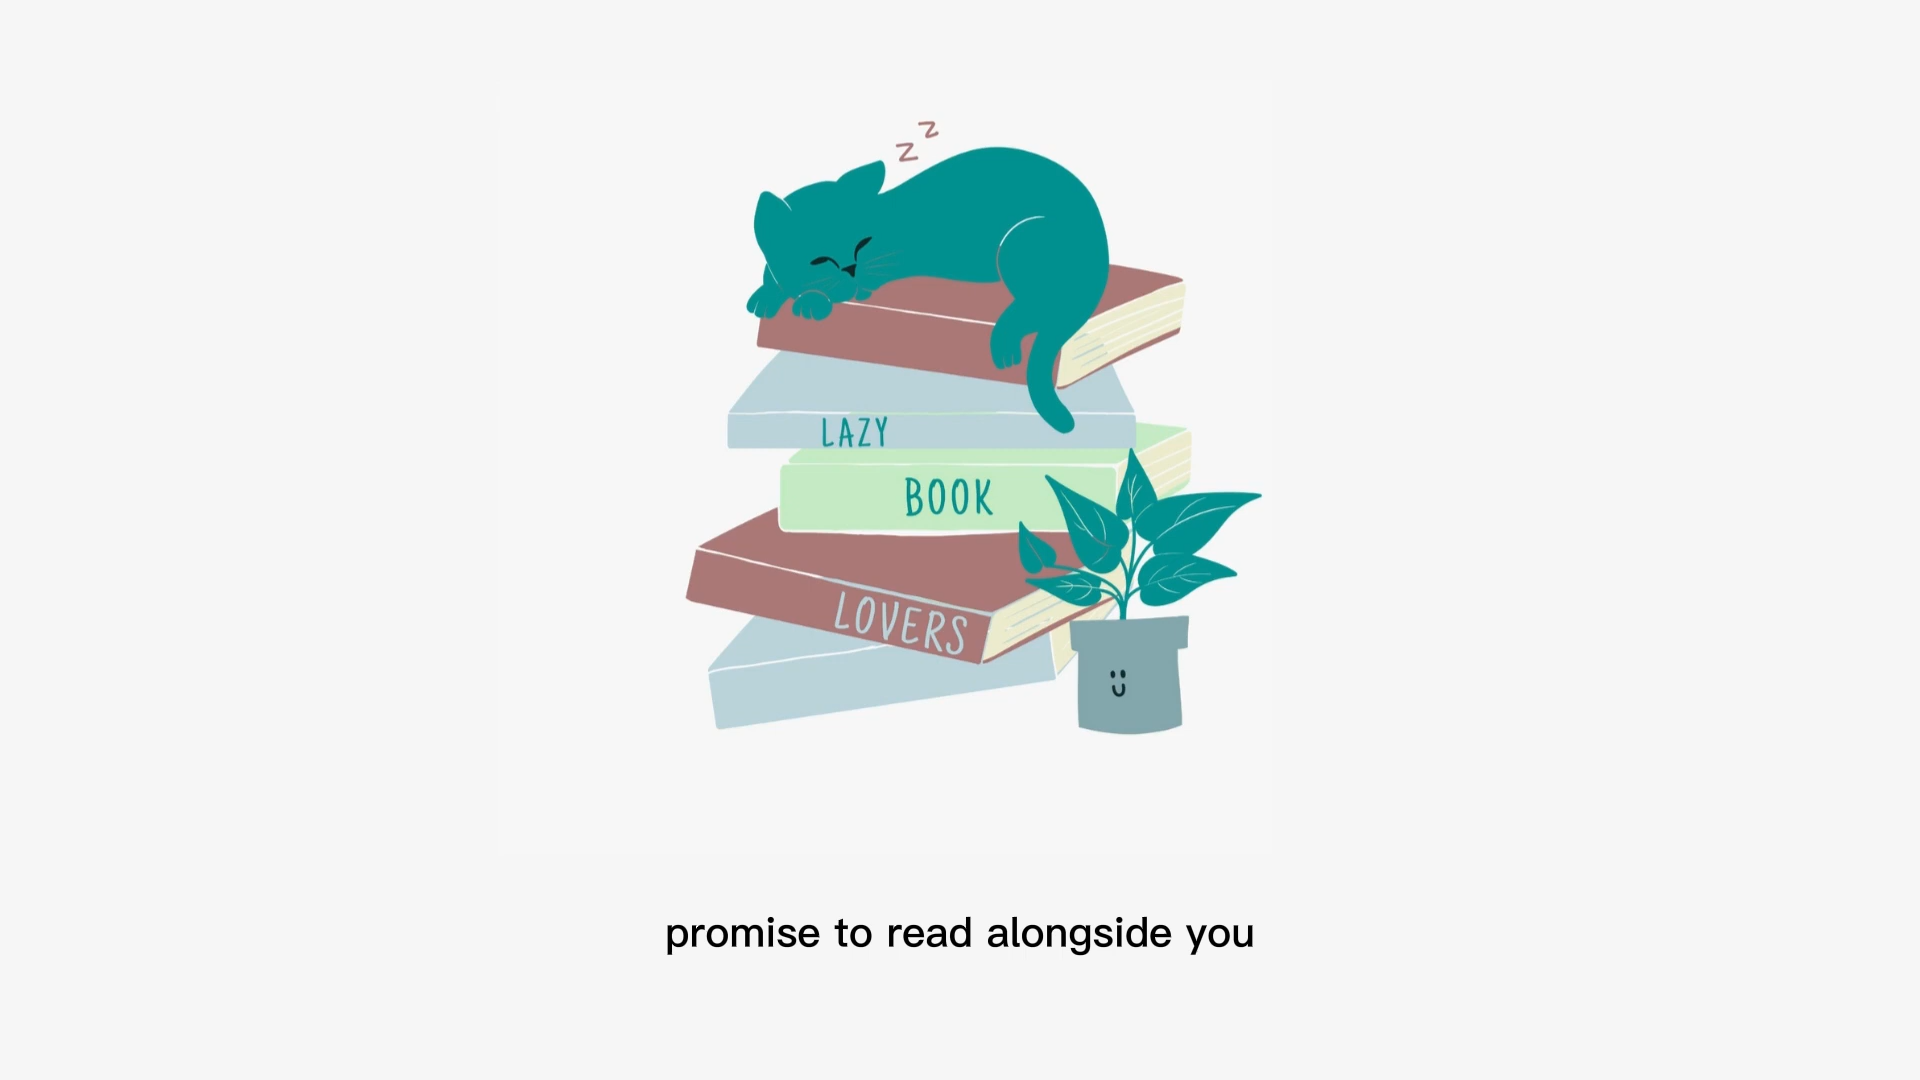 z
z
LAZY
BOOK
LOVERS
promise to read alongside you